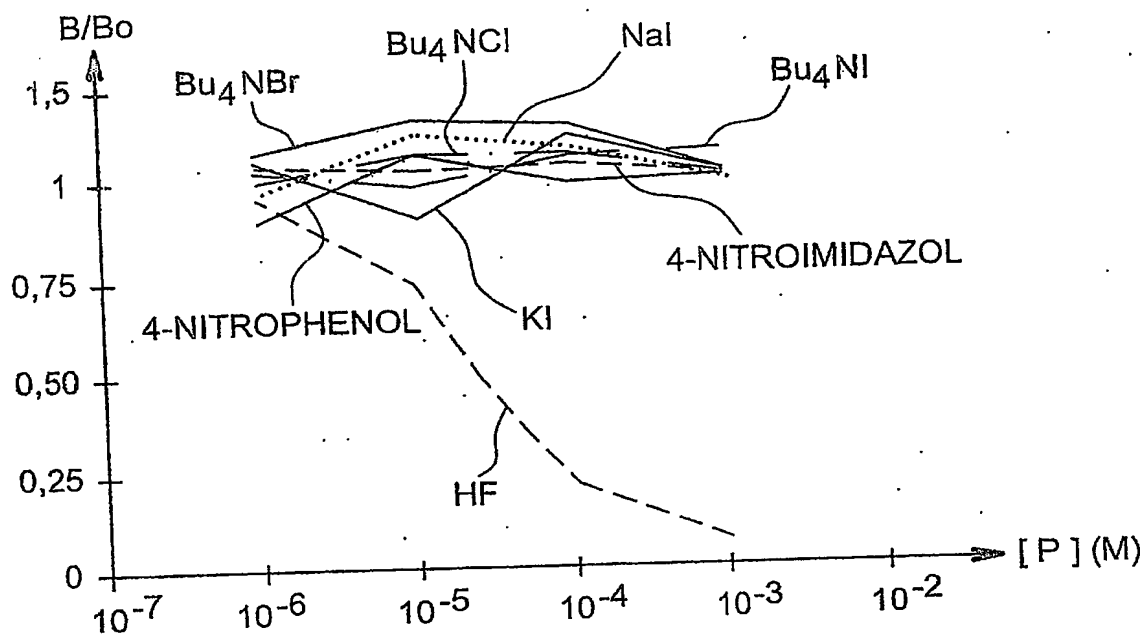 B/Bo
Bu4NCl
NaI
Bu4NBr
Bu4NI
1,5
1
4-NITROIMIDAZOL
0,75
4-NITROPHENOL
KI
0,50
0,25
HF
[ P ] (M)
0
10-7
10-6
10-5
10-4
10-3
10-2